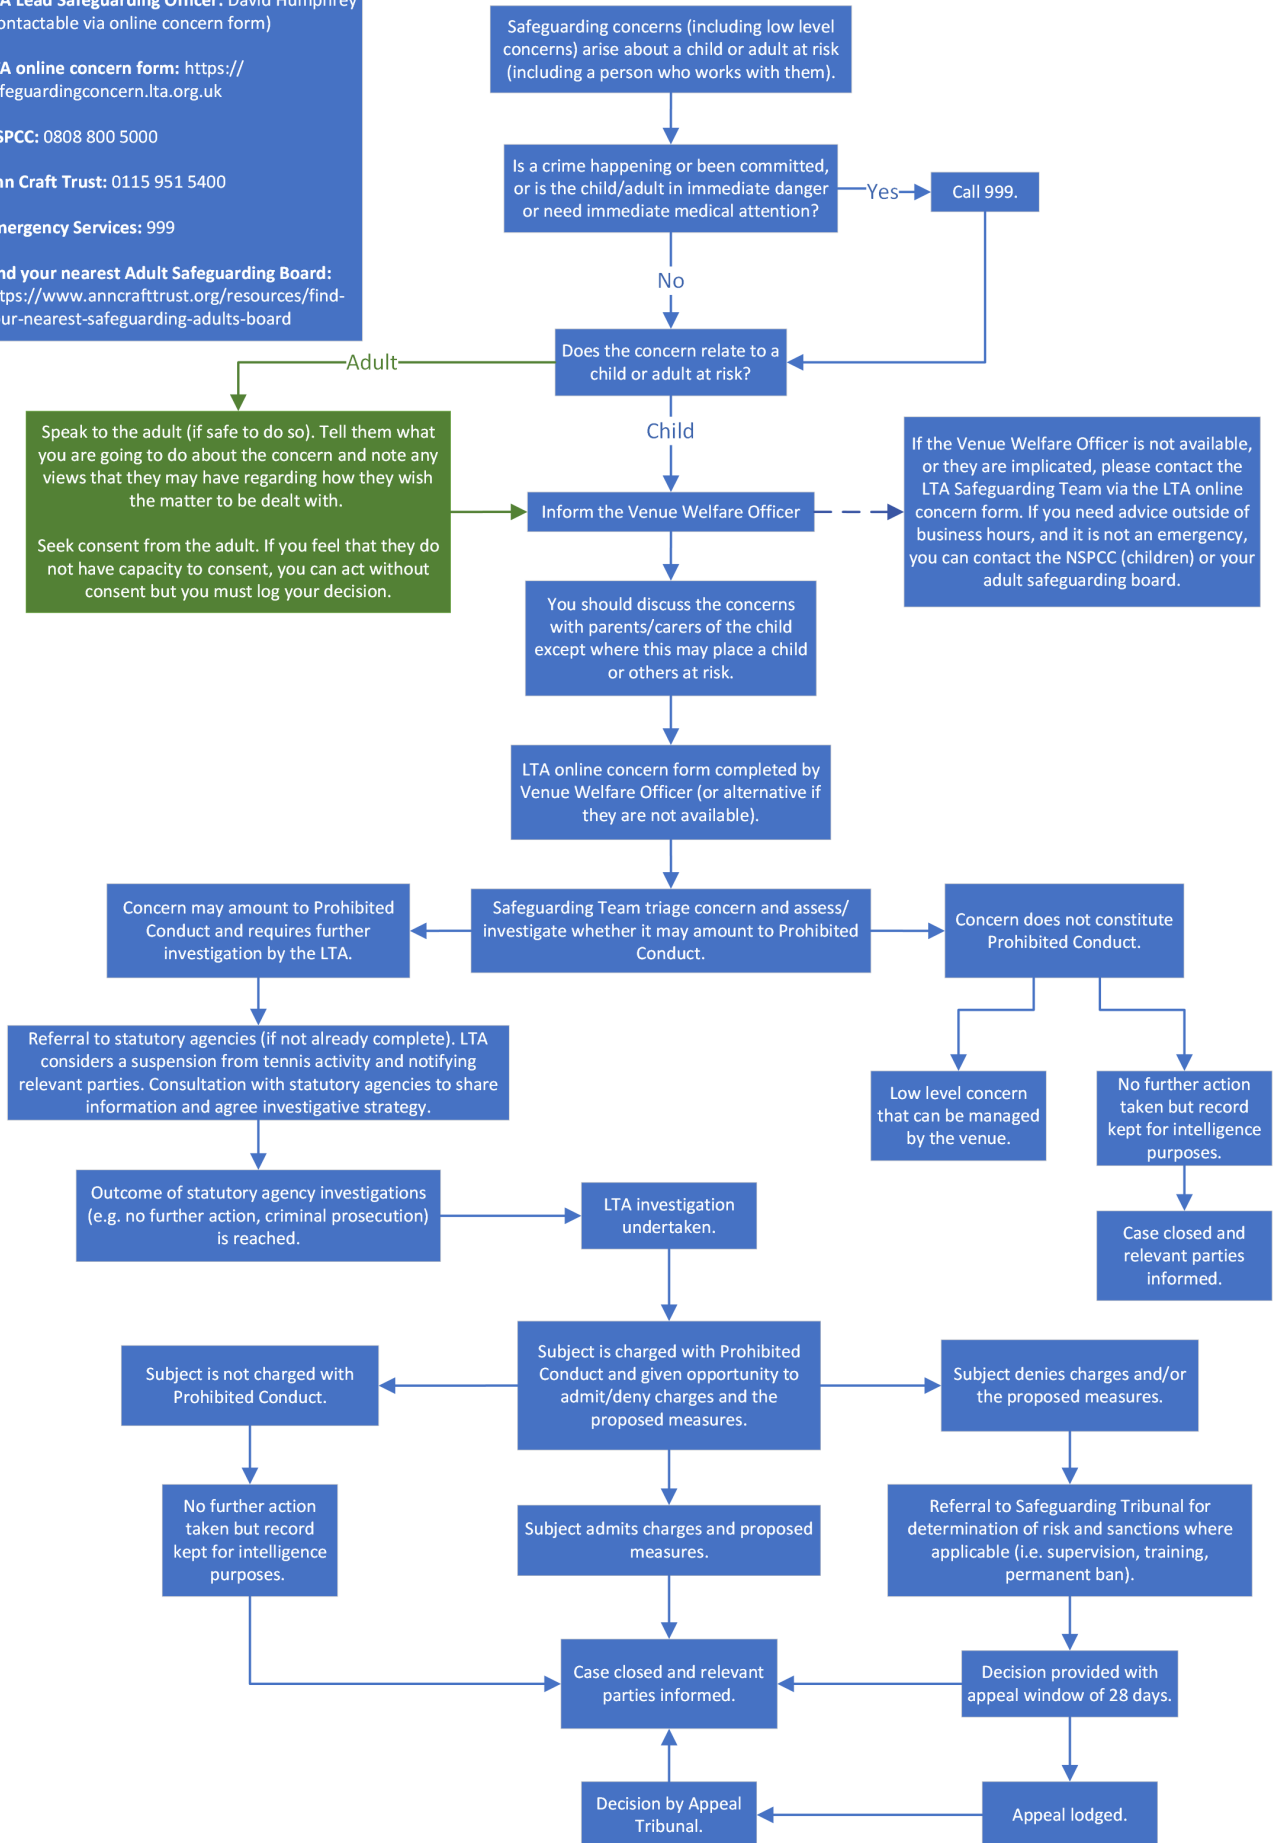 Lead Safeguarding Officer: David Humphrey
ontactable via online concern form)
A online concern form: https://
feguardingconcern.lta.org.uk
SPCC: 0808 800 5000
nn Craft Trust: 0115 951 5400
mergency Services: 999
nd your nearest Adult Safeguarding Board:
tps://www.anncrafttrust.org/resources/find-
ur-nearest-safeguarding-adults-board
Safeguarding concerns (including low level
concerns) arise about a child or adult at risk
(including a person who works with them).
Is a crime happening or been committed,
or is the child/adult in immediate danger
or need immediate medical attention?
Yes
Call 999.
No
Does the concern relate to a
child or adult at risk?
Adult
Child
Speak to the adult (if safe to do so). Tell them what
you are going to do about the concern and note any
views that they may have regarding how they wish
the matter to be dealt with.
Seek consent from the adult. If you feel that they do
not have capacity to consent, you can act without
consent but you must log your decision.
Inform the Venue Welfare Officer
If the Venue Welfare Officer is not available,
or they are implicated, please contact the
LTA Safeguarding Team via the LTA online
concern form. If you need advice outside of
business hours, and it is not an emergency,
you can contact the NSPCC (children) or your
adult safeguarding board.
You should discuss the concerns
with parents/carers of the child
except where this may place a child
or others at risk.
LTA online concern form completed by
Venue Welfare Officer (or alternative if
they are not available).
Concern may amount to Prohibited
Conduct and requires further
investigation by the LTA.
Safeguarding Team triage concern and assess/
investigate whether it may amount to Prohibited
Conduct.
Concern does not constitute
Prohibited Conduct.
Referral to statutory agencies (if not already complete). LTA
considers a suspension from tennis activity and notifying
relevant parties. Consultation with statutory agencies to share
information and agree investigative strategy.
Low level concern
that can be managed
by the venue.
No further action
taken but record
kept for intelligence
purposes.
Outcome of statutory agency investigations
(e.g. no further action, criminal prosecution)
is reached.
LTA investigation
undertaken.
Case closed and
relevant parties
informed.
Subject is not charged with
Prohibited Conduct.
Subject is charged with Prohibited
Conduct and given opportunity to
admit/deny charges and the
proposed measures.
Subject denies charges and/or
the proposed measures.
No further action
taken but record
kept for intelligence
purposes.
Subject admits charges and proposed
measures.
Referral to Safeguarding Tribunal for
determination of risk and sanctions where
applicable (i.e. supervision, training,
permanent ban).
Case closed and relevant
parties informed.
Decision provided with
appeal window of 28 days.
Decision by Appeal
Tribunal.
Appeal lodged.